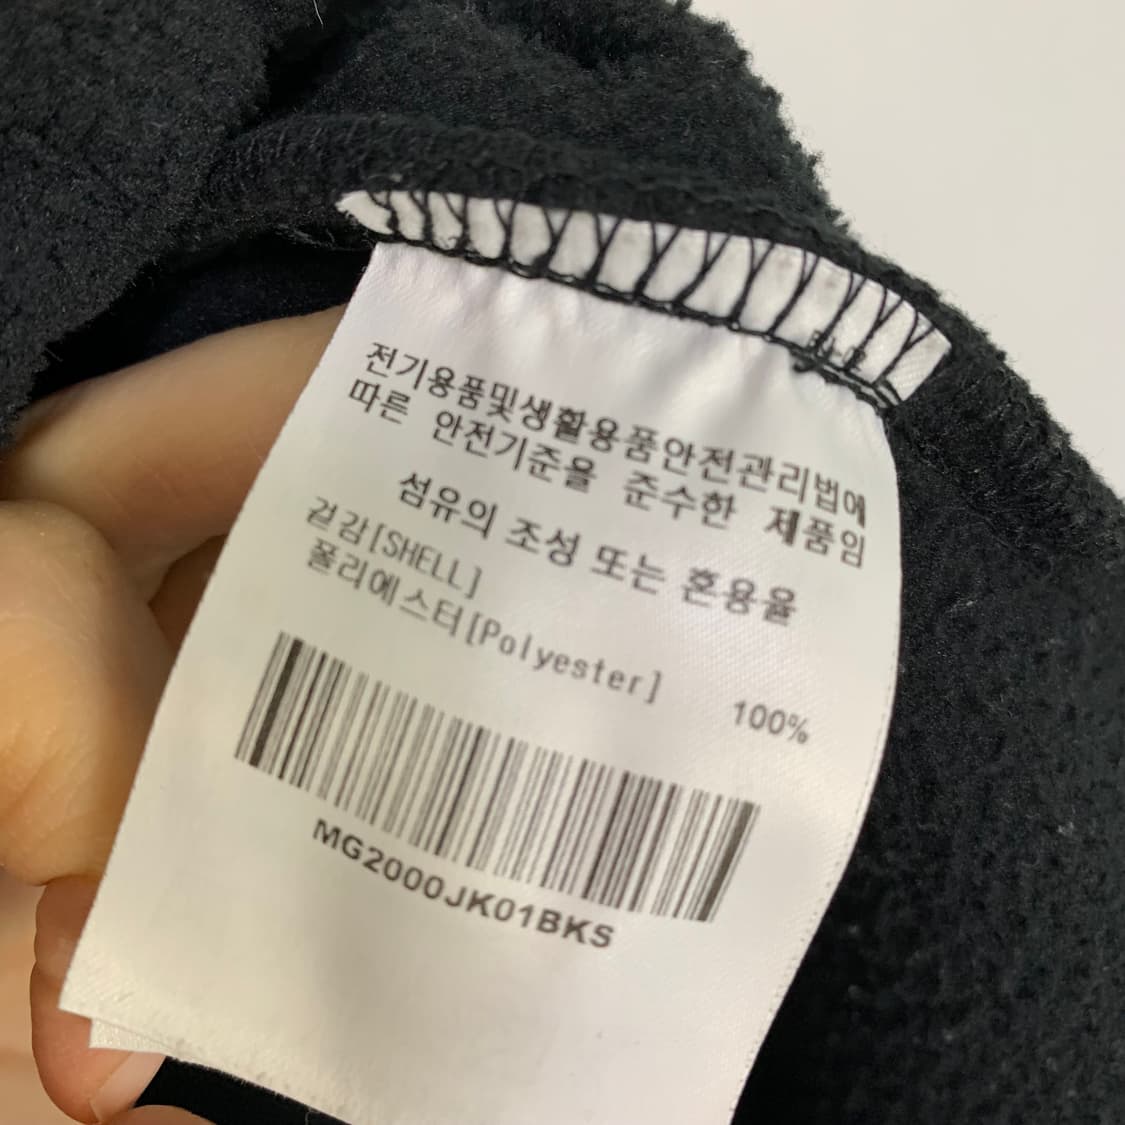 전기용품및생활용품안전관리법에
따른 안전기준을 준수한 제품임
섬유의 조성 또는 혼용율
겉감[SHELL]
폴리에스터[Polyester] 100%
MG2000JK01BKS